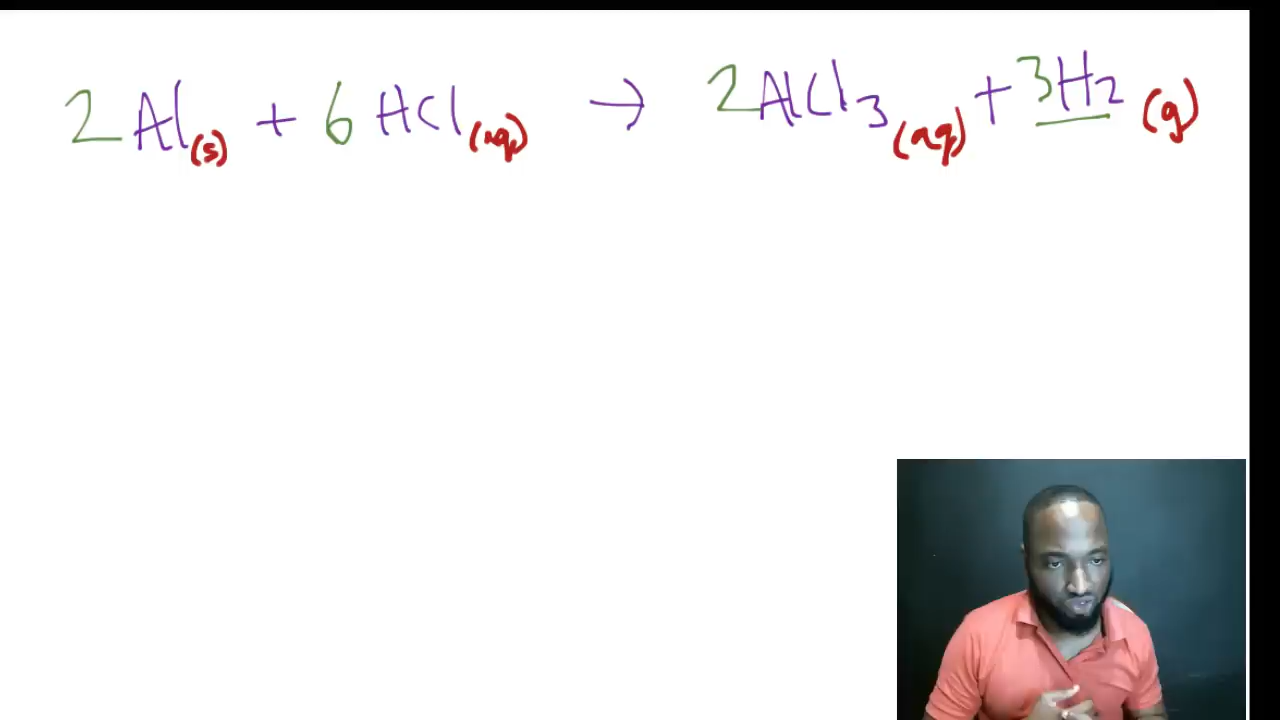 2Al(s) + 6HCl(aq) → 2AlCl3(aq) + 3H2(g)